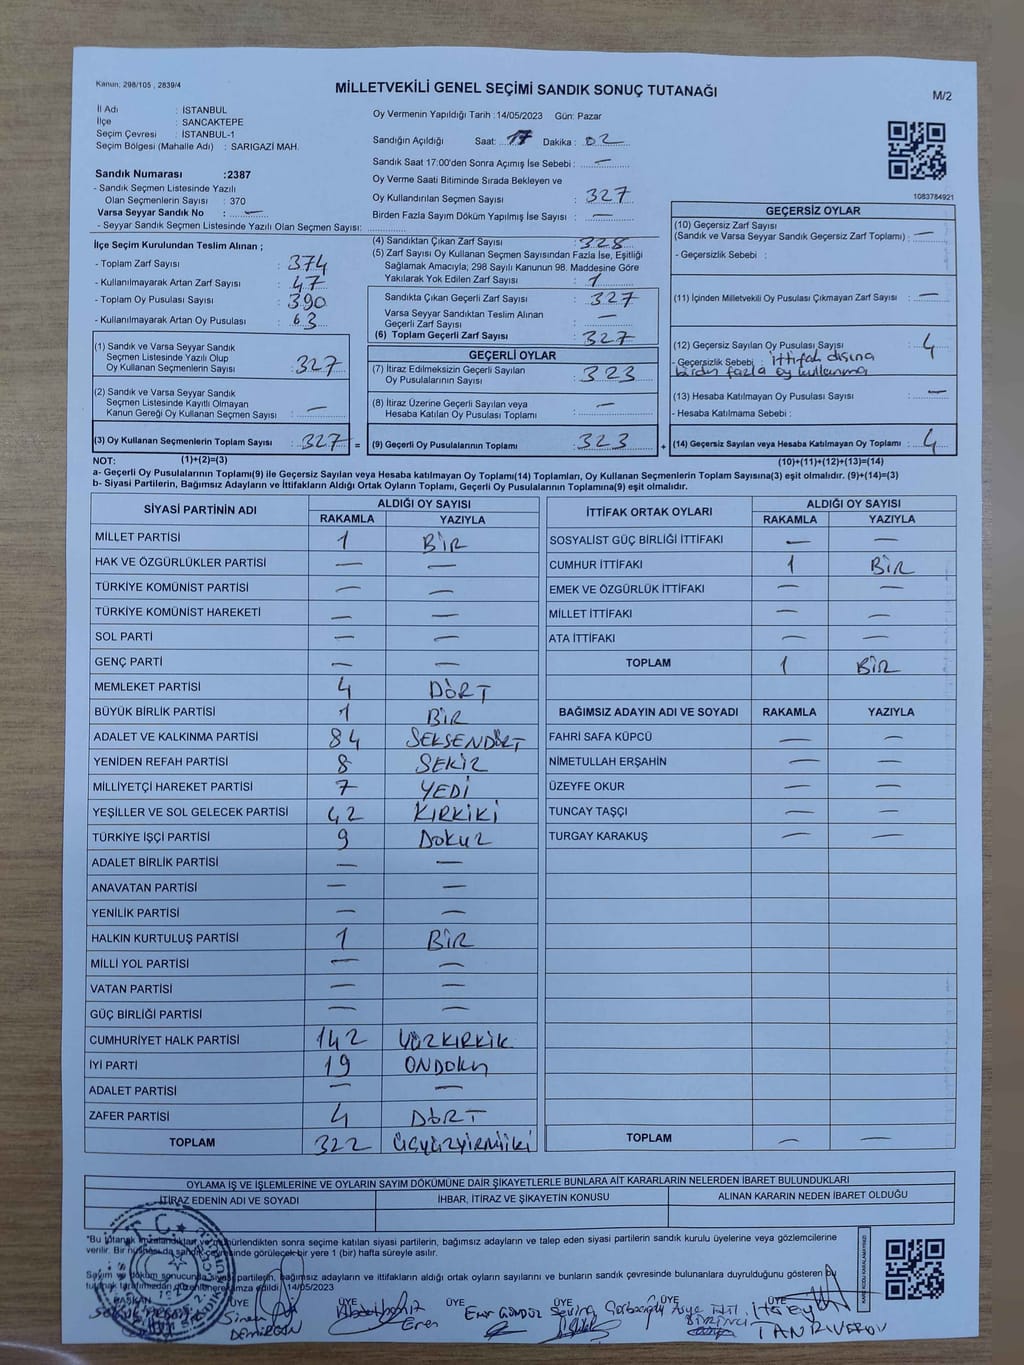 Kanun: 298/105 , 2839/4
MİLLETVEKİLİ GENEL SEÇİMİ SANDIK SONUÇ TUTANAĞI
M/2
İl Adı : İSTANBUL
İlçe : SANCAKTEPE
Seçim Çevresi : İSTANBUL-1
Seçim Bölgesi (Mahalle Adı) : SARIGAZİ MAH.
Oy Vermenin Yapıldığı Tarih :14/05/2023 Gün: Pazar
Sandığın Açıldığı Saat: 17 Dakika : 02
Sandık Saat 17:00'den Sonra Açımış İse Sebebi : —
Oy Verme Saati Bitiminde Sırada Bekleyen ve
Oy Kullandırılan Seçmen Sayısı : 327
Birden Fazla Sayım Döküm Yapılmış İse Sayısı : —
1083784921
Sandık Numarası :2387
- Sandık Seçmen Listesinde Yazılı
Olan Seçmenlerin Sayısı : 370
Varsa Seyyar Sandık No : —
- Seyyar Sandık Seçmen Listesinde Yazılı Olan Seçmen Sayısı:
İlçe Seçim Kurulundan Teslim Alınan ;
- Toplam Zarf Sayısı : 374
- Kullanılmayarak Artan Zarf Sayısı : 47
- Toplam Oy Pusulası Sayısı : 390
- Kullanılmayarak Artan Oy Pusulası : 63
(1) Sandık ve Varsa Seyyar Sandık
Seçmen Listesinde Yazılı Olup
Oy Kullanan Seçmenlerin Sayısı : 327
(2) Sandık ve Varsa Seyyar Sandık
Seçmen Listesinde Kayıtlı Olmayan
Kanun Gereği Oy Kullanan Seçmen Sayısı : —
(3) Oy Kullanan Seçmenlerin Toplam Sayısı : 327 =
(4) Sandıktan Çıkan Zarf Sayısı : 328
(5) Zarf Sayısı Oy Kullanan Seçmen Sayısından Fazla İse, Eşitliği
Sağlamak Amacıyla, 298 Sayılı Kanunun 98. Maddesine Göre
Yakılarak Yok Edilen Zarf Sayısı : 1
Sandıkta Çıkan Geçerli Zarf Sayısı : 327
Varsa Seyyar Sandıktan Teslim Alınan
Geçerli Zarf Sayısı : —
(6) Toplam Geçerli Zarf Sayısı : 327
GEÇERLİ OYLAR
(7) İtiraz Edilmeksizin Geçerli Sayılan
Oy Pusulalarının Sayısı : 323
(8) İtiraz Üzerine Geçerli Sayılan veya
Hesaba Katılan Oy Pusulası Toplamı : —
(9) Geçerli Oy Pusulalarının Toplamı : 323 +
GEÇERSİZ OYLAR
(10) Geçersiz Zarf Sayısı
(Sandık ve Varsa Seyyar Sandık Geçersiz Zarf Toplamı) : —
- Geçersizlik Sebebi :
(11) İçinden Milletvekili Oy Pusulası Çıkmayan Zarf Sayısı : —
(12) Geçersiz Sayılan Oy Pusulası Sayısı : 4
- Geçersizlik Sebebi : ittifak dışına
birden fazla oy kullanma
(13) Hesaba Katılmayan Oy Pusulası Sayısı : —
- Hesaba Katılmama Sebebi :
(14) Geçersiz Sayılan veya Hesaba Katılmayan Oy Toplamı : 4
NOT: (1)+(2)=(3) (10)+(11)+(12)+(13)=(14)
a- Geçerli Oy Pusulalarının Toplamı(9) ile Geçersiz Sayılan veya Hesaba katılmayan Oy Toplamı(14) Toplamları, Oy Kullanan Seçmenlerin Toplam Sayısına(3) eşit olmalıdır. (9)+(14)=(3)
b- Siyasi Partilerin, Bağımsız Adayların ve İttifakların Aldığı Ortak Oyların Toplamı, Geçerli Oy Pusulalarının Toplamına(9) eşit olmalıdır.
SİYASİ PARTİNİN ADI ALDIĞI OY SAYISI
RAKAMLA YAZIYLA
MİLLET PARTİSİ 1 BİR
HAK VE ÖZGÜRLÜKLER PARTİSİ — —
TÜRKİYE KOMÜNİST PARTİSİ — —
TÜRKİYE KOMÜNİST HAREKETİ — —
SOL PARTİ — —
GENÇ PARTİ — —
MEMLEKET PARTİSİ 4 DÖRT
BÜYÜK BİRLİK PARTİSİ 1 BİR
ADALET VE KALKINMA PARTİSİ 84 SEKSENDÖRT
YENİDEN REFAH PARTİSİ 8 SEKİZ
MİLLİYETÇİ HAREKET PARTİSİ 7 YEDİ
YEŞİLLER VE SOL GELECEK PARTİSİ 42 KIRKİKİ
TÜRKİYE İŞÇİ PARTİSİ 9 DOKUZ
ADALET BİRLİK PARTİSİ — —
ANAVATAN PARTİSİ — —
YENİLİK PARTİSİ — —
HALKIN KURTULUŞ PARTİSİ 1 BİR
MİLLİ YOL PARTİSİ — —
VATAN PARTİSİ — —
GÜÇ BİRLİĞİ PARTİSİ — —
CUMHURİYET HALK PARTİSİ 142
İYİ PARTİ 19
ADALET PARTİSİ — —
ZAFER PARTİSİ 4 DÖRT
TOPLAM 322 ÜÇYÜZYİRMİİKİ
İTTİFAK ORTAK OYLARI ALDIĞI OY SAYISI
RAKAMLA YAZIYLA
SOSYALİST GÜÇ BİRLİĞİ İTTİFAKI — —
CUMHUR İTTİFAKI 1 BİR
EMEK VE ÖZGÜRLÜK İTTİFAKI — —
MİLLET İTTİFAKI — —
ATA İTTİFAKI — —
TOPLAM 1 BİR
BAĞIMSIZ ADAYIN ADI VE SOYADI RAKAMLA YAZIYLA
FAHRİ SAFA KÜPCÜ — —
NİMETULLAH ERŞAHİN — —
ÜZEYFE OKUR — —
TUNCAY TAŞÇI — —
TURGAY KARAKUŞ — —
TOPLAM — —
OYLAMA İŞ VE İŞLEMLERİNE VE OYLARIN SAYIM DÖKÜMÜNE DAİR ŞİKAYETLERLE BUNLARA AİT KARARLARIN NELERDEN İBARET BULUNDUKLARI
İTİRAZ EDENİN ADI VE SOYADI İHBAR, İTİRAZ VE ŞİKAYETİN KONUSU ALINAN KARARIN NEDEN İBARET OLDUĞU
"Bu tutanak imzalandıktan ve mühürlendikten sonra seçime katılan siyasi partilerin, bağımsız adayların ve talep eden siyasi partilerin sandık kurulu üyelerine veya gözlemcilerine
verilir. Bir nüshası da sandık çevresinde görülecek bir yere 1 (bir) hafta süreyle asılır.
Sayım ve döküm sonucunda siyasi partilerin, bağımsız adayların ve ittifakların aldığı ortak oyların sayılarını ve bunların sandık çevresinde bulunanlara duyrulduğunu gösteren bu
tutanak tarafımızdan düzenlenerek imza edildi. 14/05/2023
BAŞKAN ÜYE ÜYE ÜYE ÜYE ÜYE ÜYE
Sinem DEMİRCAN
Eren
GÜNDÜZ
Sevinç
BİRİNCİ
TANRIVERDİ
T.C.
KARE KODU KARALAMAYINIZ!